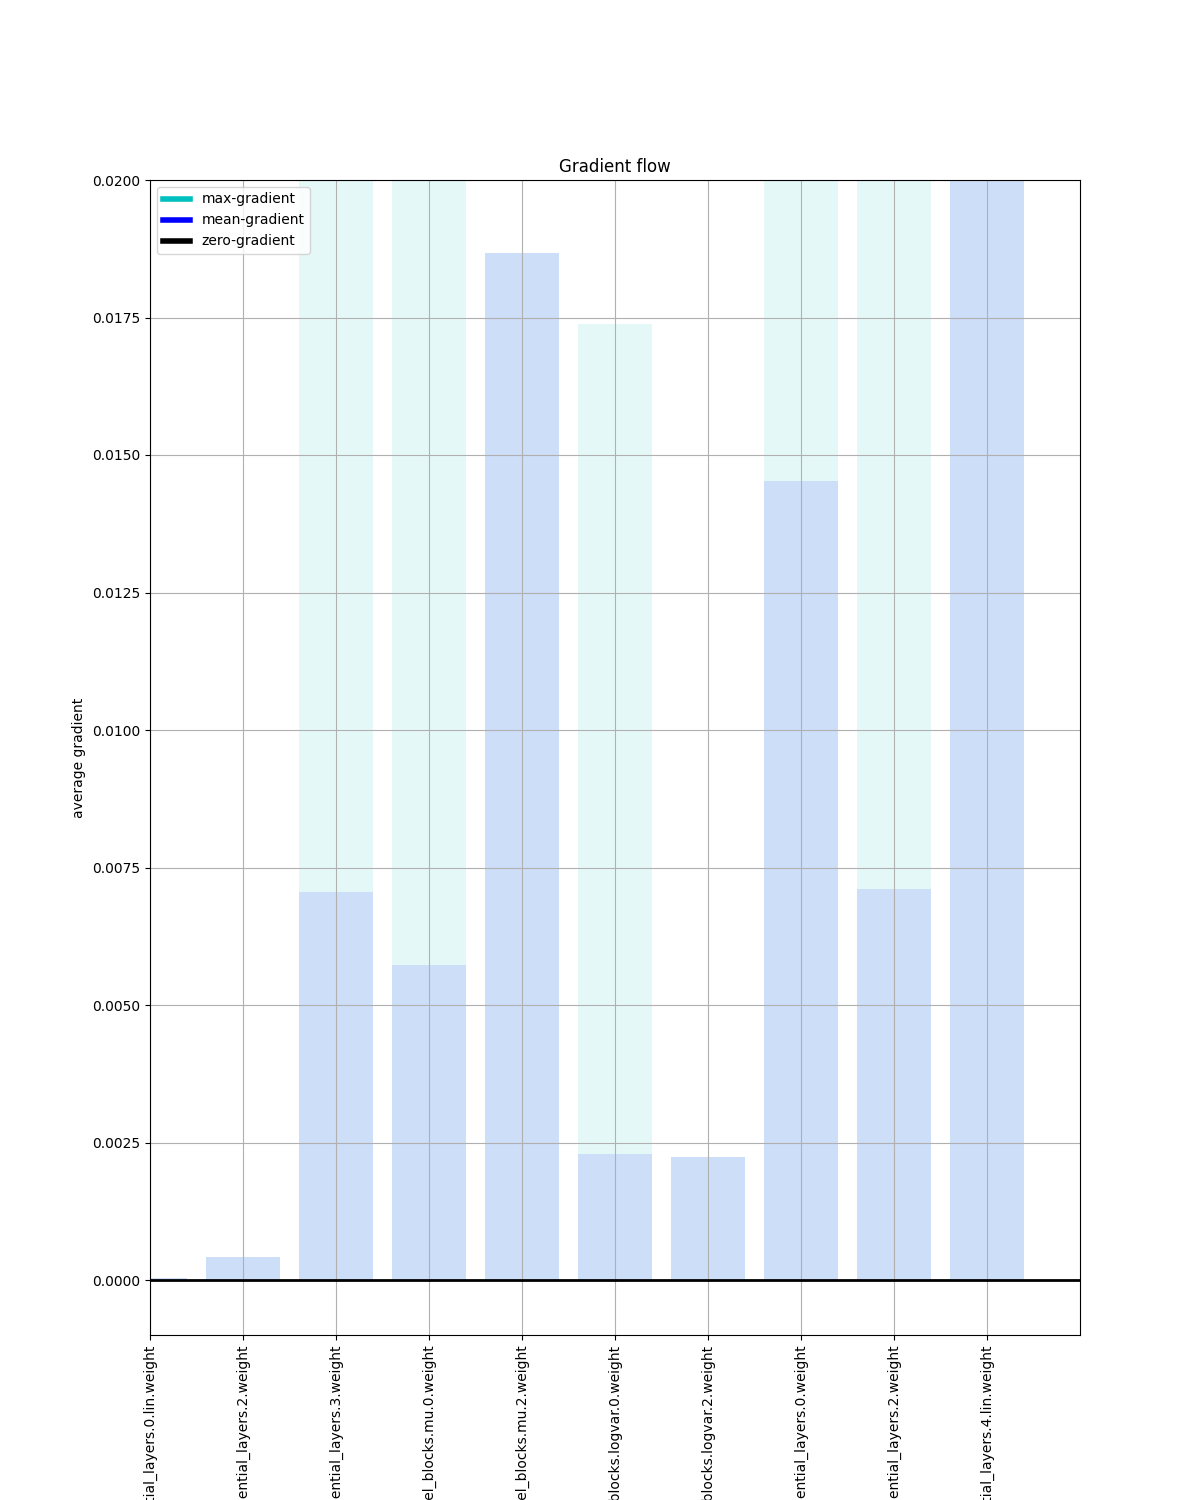 Gradient flow
max-gradient
mean-gradient
zero-gradient
0.0200
0.0175
0.0150
0.0125
0.0100
0.0075
0.0050
0.0025
0.0000
average gradient
tial_layers.0.lin.weight
ential_layers.2.weight
ential_layers.3.weight
el_blocks.mu.0.weight
el_blocks.mu.2.weight
blocks.logvar.0.weight
blocks.logvar.2.weight
ential_layers.0.weight
ential_layers.2.weight
tial_layers.4.lin.weight